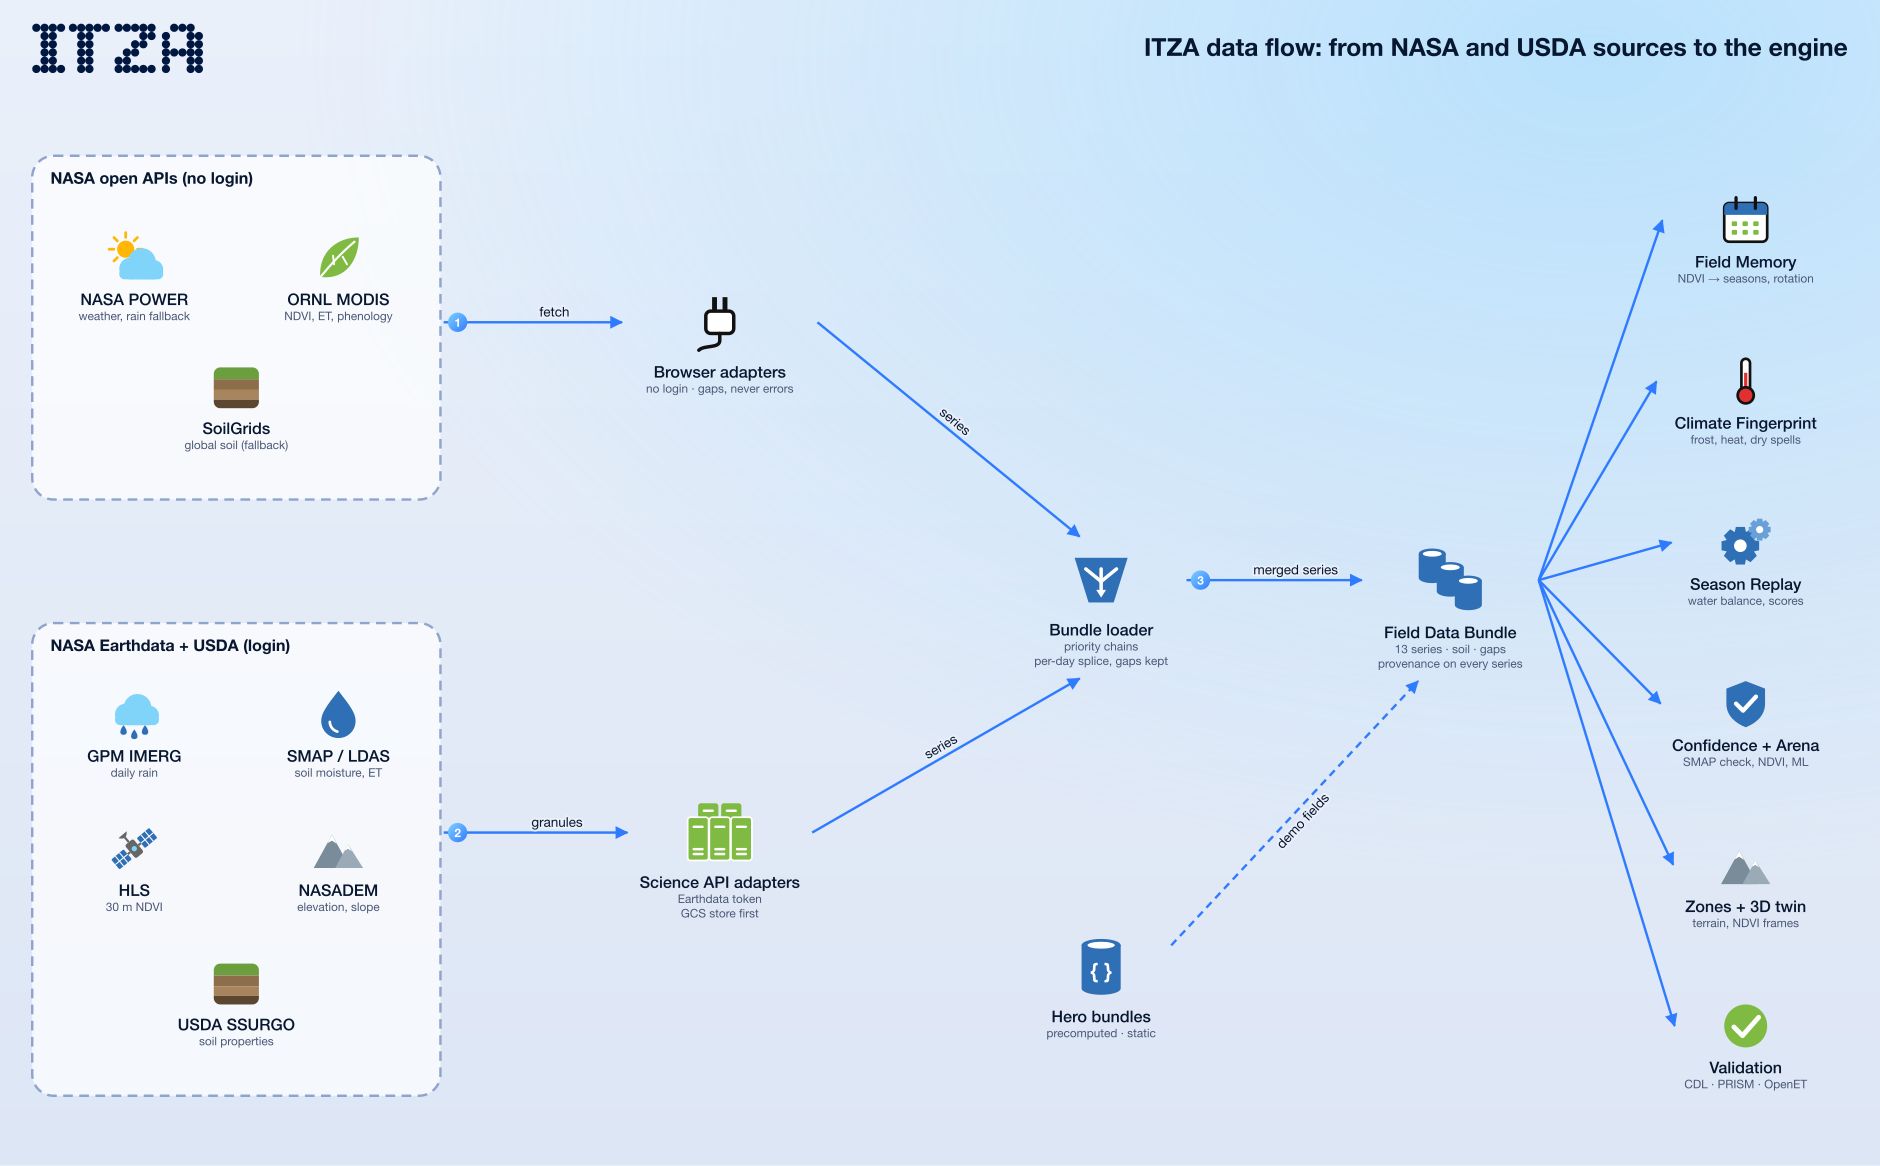 ITZA
ITZA data flow: from NASA and USDA sources to the engine
NASA open APIs (no login)
NASA POWER
weather, rain fallback
ORNL MODIS
NDVI, ET, phenology
SoilGrids
global soil (fallback)
1
fetch
Browser adapters
no login · gaps, never errors
series
NASA Earthdata + USDA (login)
GPM IMERG
daily rain
SMAP / LDAS
soil moisture, ET
HLS
30 m NDVI
NASADEM
elevation, slope
USDA SSURGO
soil properties
2
granules
Science API adapters
Earthdata token
GCS store first
series
Bundle loader
priority chains
per-day splice, gaps kept
3
merged series
Field Data Bundle
13 series · soil · gaps
provenance on every series
demo fields
{ }
Hero bundles
precomputed · static
Field Memory
NDVI → seasons, rotation
Climate Fingerprint
frost, heat, dry spells
Season Replay
water balance, scores
Confidence + Arena
SMAP check, NDVI, ML
Zones + 3D twin
terrain, NDVI frames
Validation
CDL · PRISM · OpenET